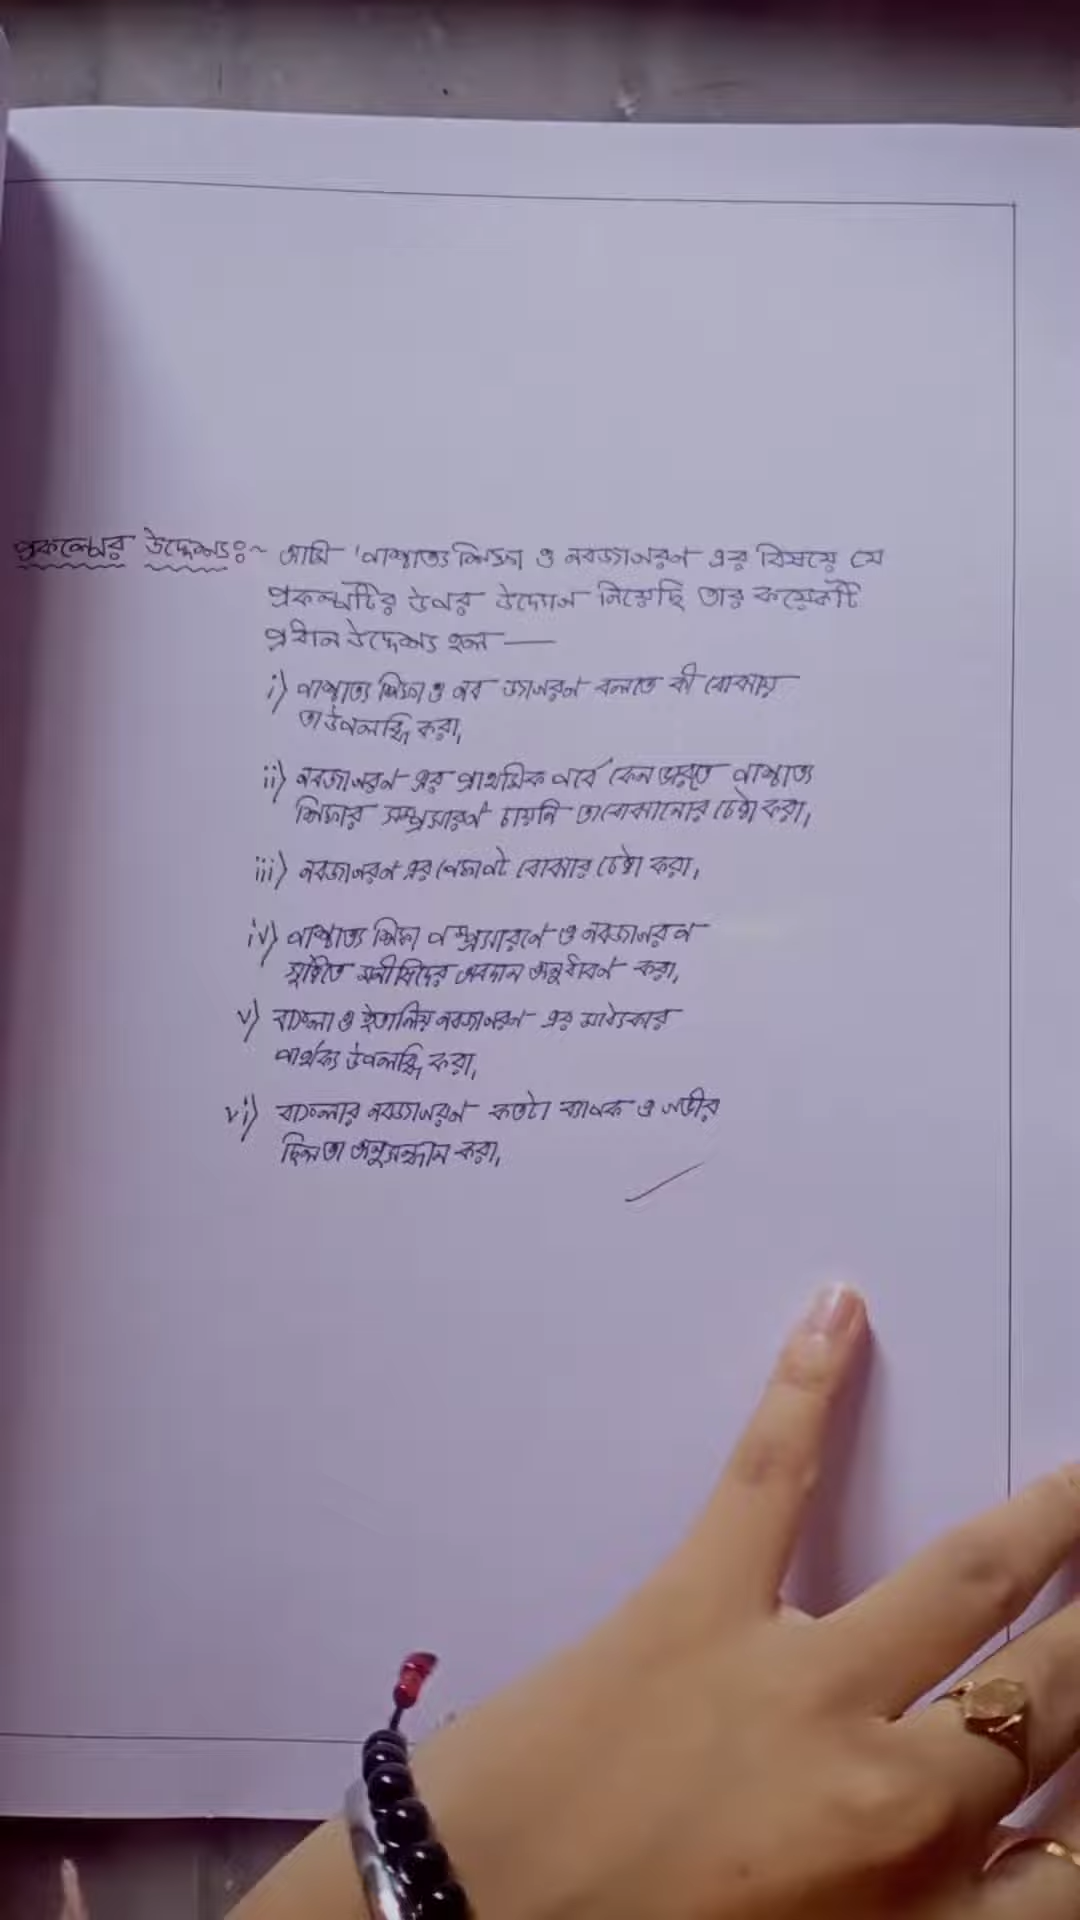 প্রকল্পের উদ্দেশ্যঃ~ আমি 'পাশ্চাত্য শিক্ষা ও নবজাগরণ এর বিষয়ে যে
প্রকল্পটির উপর উদ্যোগ নিয়েছি তার কয়েকটি
প্রধান উদ্দেশ্য হল —
i) পাশ্চাত্য শিক্ষা ও নব জাগরণ বলতে কী বোঝায়
তা উপলব্ধি করা,
ii) নবজাগরণ এর প্রাথমিক পর্বে কেন ভারতে পাশ্চাত্য
শিক্ষার সম্প্রসারণ চায়নি তা বোঝানোর চেষ্টা করা,
iii) নবজাগরণ এর প্রেক্ষাপট বোঝার চেষ্টা করা,
iv) পাশ্চাত্য শিক্ষা সম্প্রসারণে ও নবজাগরণ
সৃষ্টিতে মনীষিদের অবদান অনুধাবণ করা,
v) বাংলা ও ইতালিয় নবজাগরণ এর মধ্যেকার
পার্থক্য উপলব্ধি করা,
vi) বাংলার নবজাগরণ কতটা ব্যাপক ও গভীর
ছিল তা অনুসন্ধান করা,